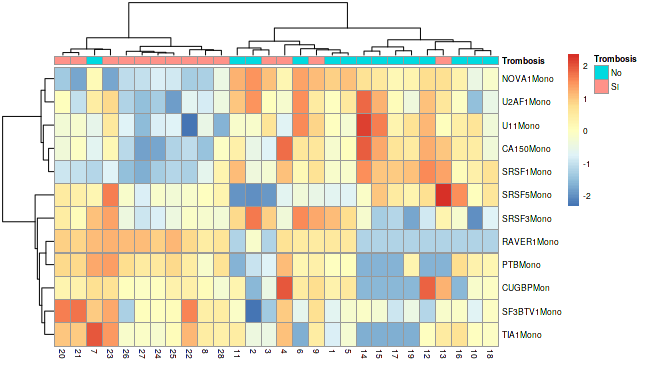 Trombosis
NOVA1Mono
U2AF1Mono
U11Mono
CA150Mono
SRSF1Mono
SRSF5Mono
SRSF3Mono
RAVER1Mono
PTBMono
CUGBPMon
SF3BTV1Mono
TIA1Mono
20 21 7 23 26 27 24 25 22 8 28 11 2 3 4 6 9 1 5 14 15 17 19 12 13 16 10 18
2
1
0
-1
-2
Trombosis
No
SI